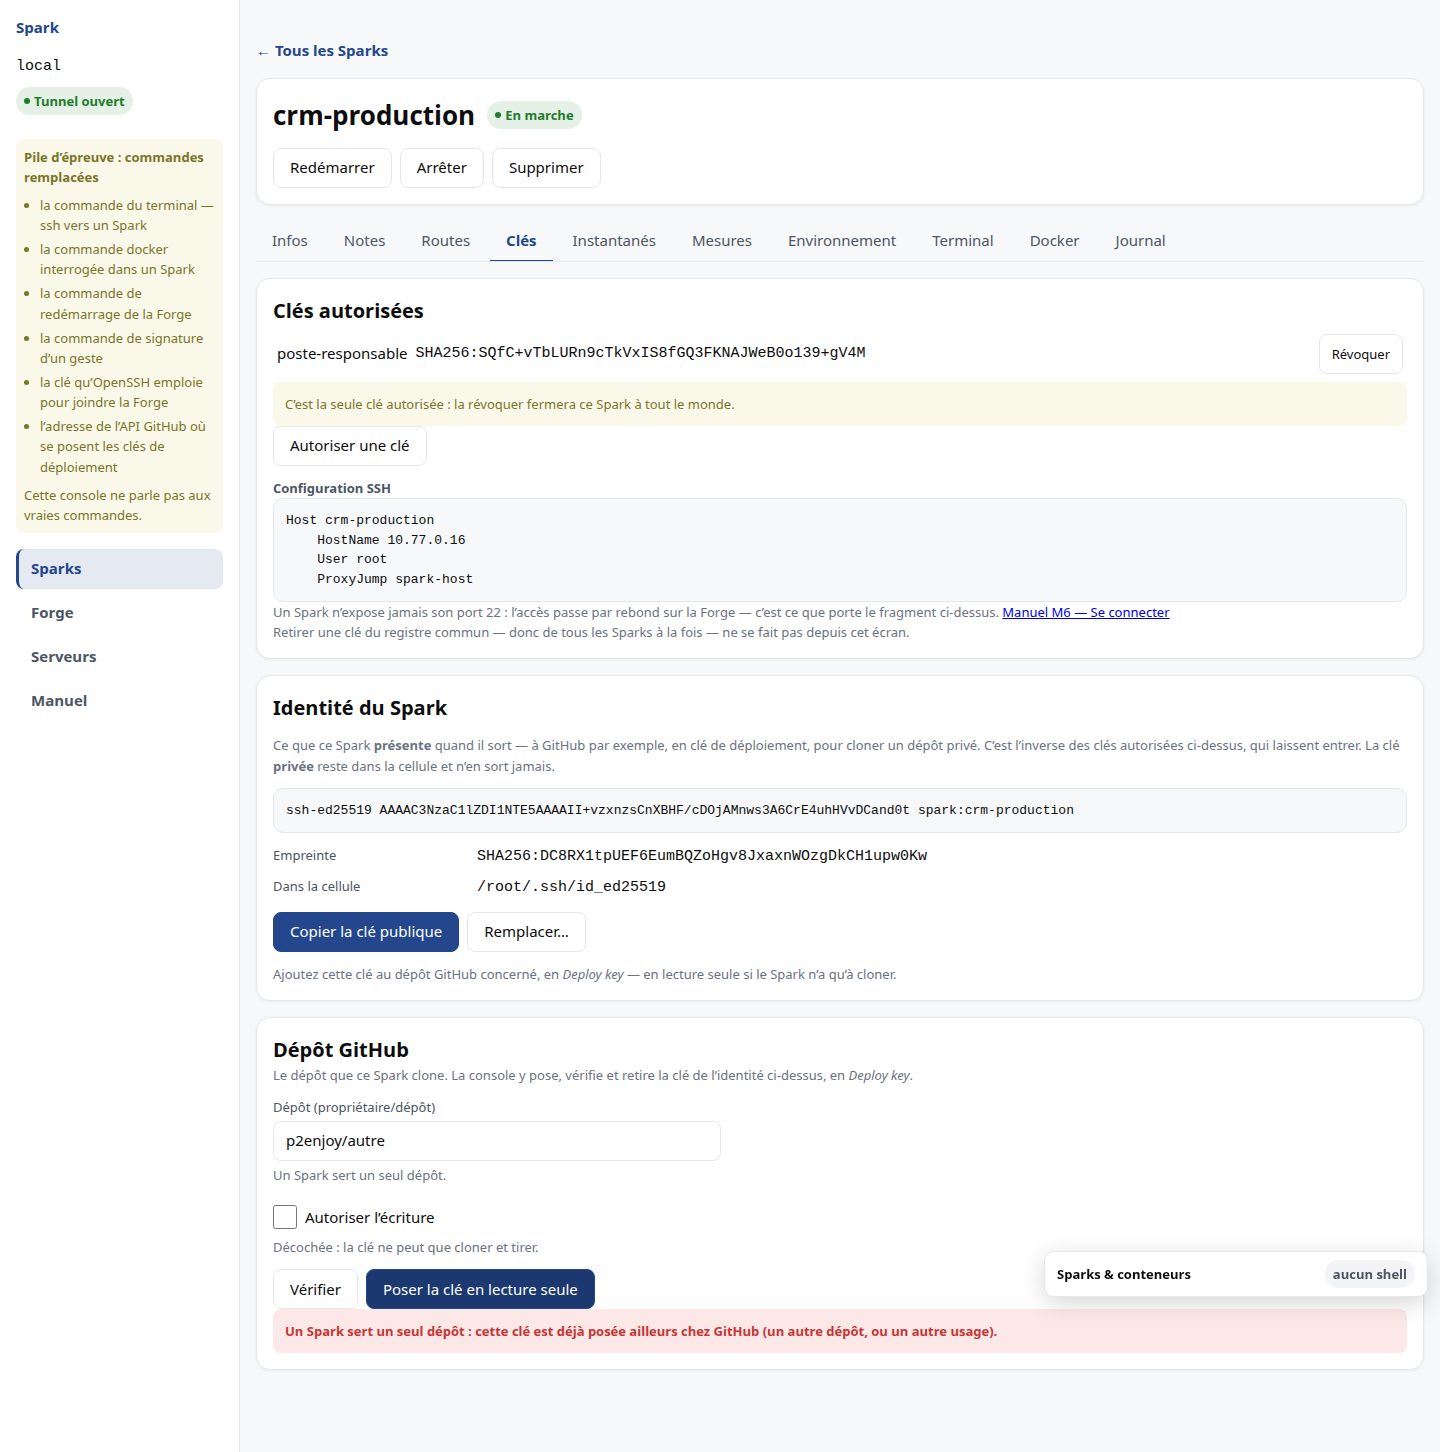 Spark
local
Tunnel ouvert
Pile d’épreuve : commandes
remplacées
la commande du terminal —
ssh vers un Spark
la commande docker
interrogée dans un Spark
la commande de
redémarrage de la Forge
la commande de signature
d’un geste
la clé qu’OpenSSH emploie
pour joindre la Forge
l’adresse de l’API GitHub où
se posent les clés de
déploiement
Cette console ne parle pas aux
vraies commandes.
Sparks
Forge
Serveurs
Manuel
← Tous les Sparks
crm-production En marche
Redémarrer Arrêter Supprimer
Infos Notes Routes Clés Instantanés Mesures Environnement Terminal Docker Journal
Clés autorisées
poste-responsable SHA256:SQfC+vTbLURn9cTkVxIS8fGQ3FKNAJWeB0o139+gV4M Révoquer
C’est la seule clé autorisée : la révoquer fermera ce Spark à tout le monde.
Autoriser une clé
Configuration SSH
Host crm-production
    HostName 10.77.0.16
    User root
    ProxyJump spark-host
Un Spark n’expose jamais son port 22 : l’accès passe par rebond sur la Forge — c’est ce que porte le fragment ci-dessus. Manuel M6 — Se connecter
Retirer une clé du registre commun — donc de tous les Sparks à la fois — ne se fait pas depuis cet écran.
Identité du Spark
Ce que ce Spark présente quand il sort — à GitHub par exemple, en clé de déploiement, pour cloner un dépôt privé. C’est l’inverse des clés autorisées ci-dessus, qui laissent entrer. La clé
privée reste dans la cellule et n’en sort jamais.
ssh-ed25519 AAAAC3NzaC1lZDI1NTE5AAAAII+vzxnzsCnXBHF/cDOjAMnws3A6CrE4uhHVvDCand0t spark:crm-production
Empreinte SHA256:DC8RX1tpUEF6EumBQZoHgv8JxaxnWOzgDkCH1upw0Kw
Dans la cellule /root/.ssh/id_ed25519
Copier la clé publique Remplacer...
Ajoutez cette clé au dépôt GitHub concerné, en Deploy key — en lecture seule si le Spark n’a qu’à cloner.
Dépôt GitHub
Le dépôt que ce Spark clone. La console y pose, vérifie et retire la clé de l’identité ci-dessus, en Deploy key.
Dépôt (propriétaire/dépôt)
p2enjoy/autre
Un Spark sert un seul dépôt.
Autoriser l’écriture
Décochée : la clé ne peut que cloner et tirer.
Vérifier Poser la clé en lecture seule
Sparks & conteneurs aucun shell
Un Spark sert un seul dépôt : cette clé est déjà posée ailleurs chez GitHub (un autre dépôt, ou un autre usage).